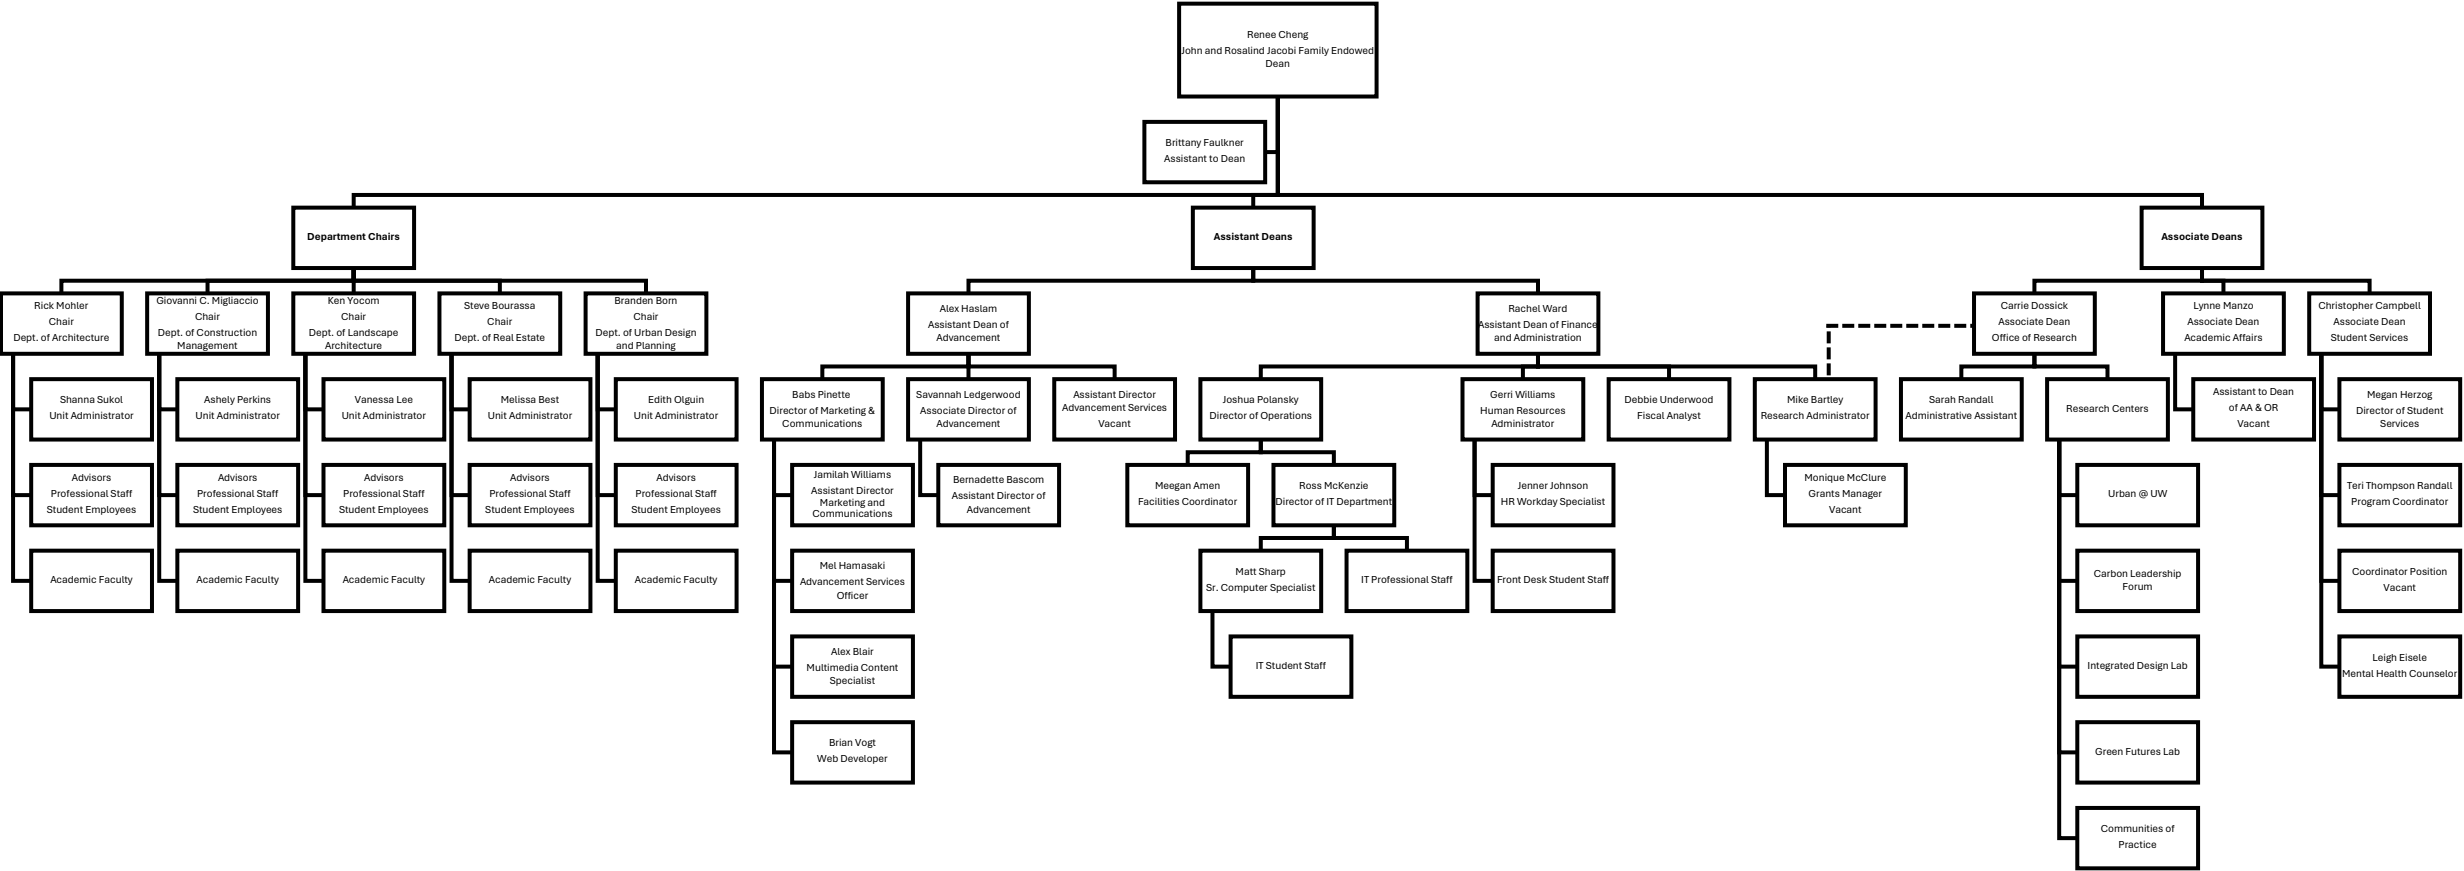 Renee Cheng
John and Rosalind Jacobi Family Endowed
Dean
Brittany Faulkner
Assistant to Dean
Department Chairs
Assistant Deans
Associate Deans
Rick Mohler
Chair
Dept. of Architecture
Giovanni C. Migliaccio
Chair
Dept. of Construction
Management
Ken Yocom
Chair
Dept. of Landscape
Architecture
Steve Bourassa
Chair
Dept. of Real Estate
Branden Born
Chair
Dept. of Urban Design
and Planning
Alex Haslam
Assistant Dean of
Advancement
Rachel Ward
Assistant Dean of Finance
and Administration
Carrie Dossick
Associate Dean
Office of Research
Lynne Manzo
Associate Dean
Academic Affairs
Christopher Campbell
Associate Dean
Student Services
Shanna Sukol
Unit Administrator
Ashely Perkins
Unit Administrator
Vanessa Lee
Unit Administrator
Melissa Best
Unit Administrator
Edith Olguin
Unit Administrator
Babs Pinette
Director of Marketing &
Communications
Savannah Ledgerwood
Associate Director of
Advancement
Assistant Director
Advancement Services
Vacant
Joshua Polansky
Director of Operations
Gerri Williams
Human Resources
Administrator
Debbie Underwood
Fiscal Analyst
Mike Bartley
Research Administrator
Sarah Randall
Administrative Assistant
Research Centers
Assistant to Dean
of AA & OR
Vacant
Megan Herzog
Director of Student
Services
Advisors
Professional Staff
Student Employees
Advisors
Professional Staff
Student Employees
Advisors
Professional Staff
Student Employees
Advisors
Professional Staff
Student Employees
Advisors
Professional Staff
Student Employees
Jamilah Williams
Assistant Director
Marketing and
Communications
Bernadette Bascom
Assistant Director of
Advancement
Meegan Amen
Facilities Coordinator
Ross McKenzie
Director of IT Department
Jenner Johnson
HR Workday Specialist
Monique McClure
Grants Manager
Vacant
Urban @ UW
Teri Thompson Randall
Program Coordinator
Academic Faculty
Academic Faculty
Academic Faculty
Academic Faculty
Academic Faculty
Mel Hamasaki
Advancement Services
Officer
Matt Sharp
Sr. Computer Specialist
IT Professional Staff
Front Desk Student Staff
Carbon Leadership
Forum
Coordinator Position
Vacant
Alex Blair
Multimedia Content
Specialist
IT Student Staff
Integrated Design Lab
Leigh Eisele
Mental Health Counselor
Brian Vogt
Web Developer
Green Futures Lab
Communities of
Practice